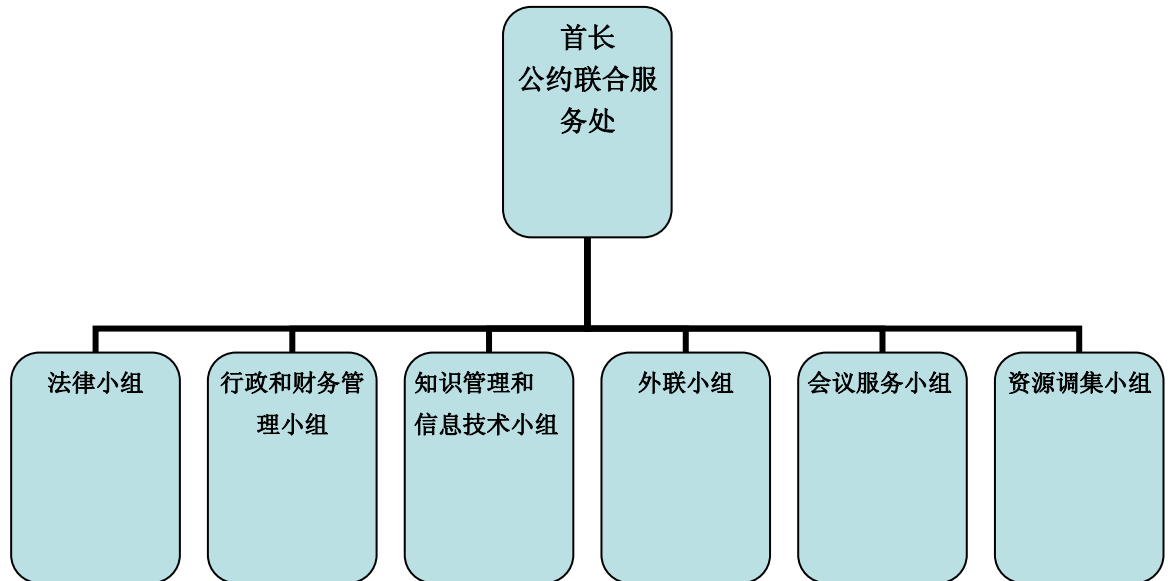 首长
公约联合服
务处
法律小组
行政和财务管
理小组
知识管理和
信息技术小组
外联小组
会议服务小组
资源调集小组